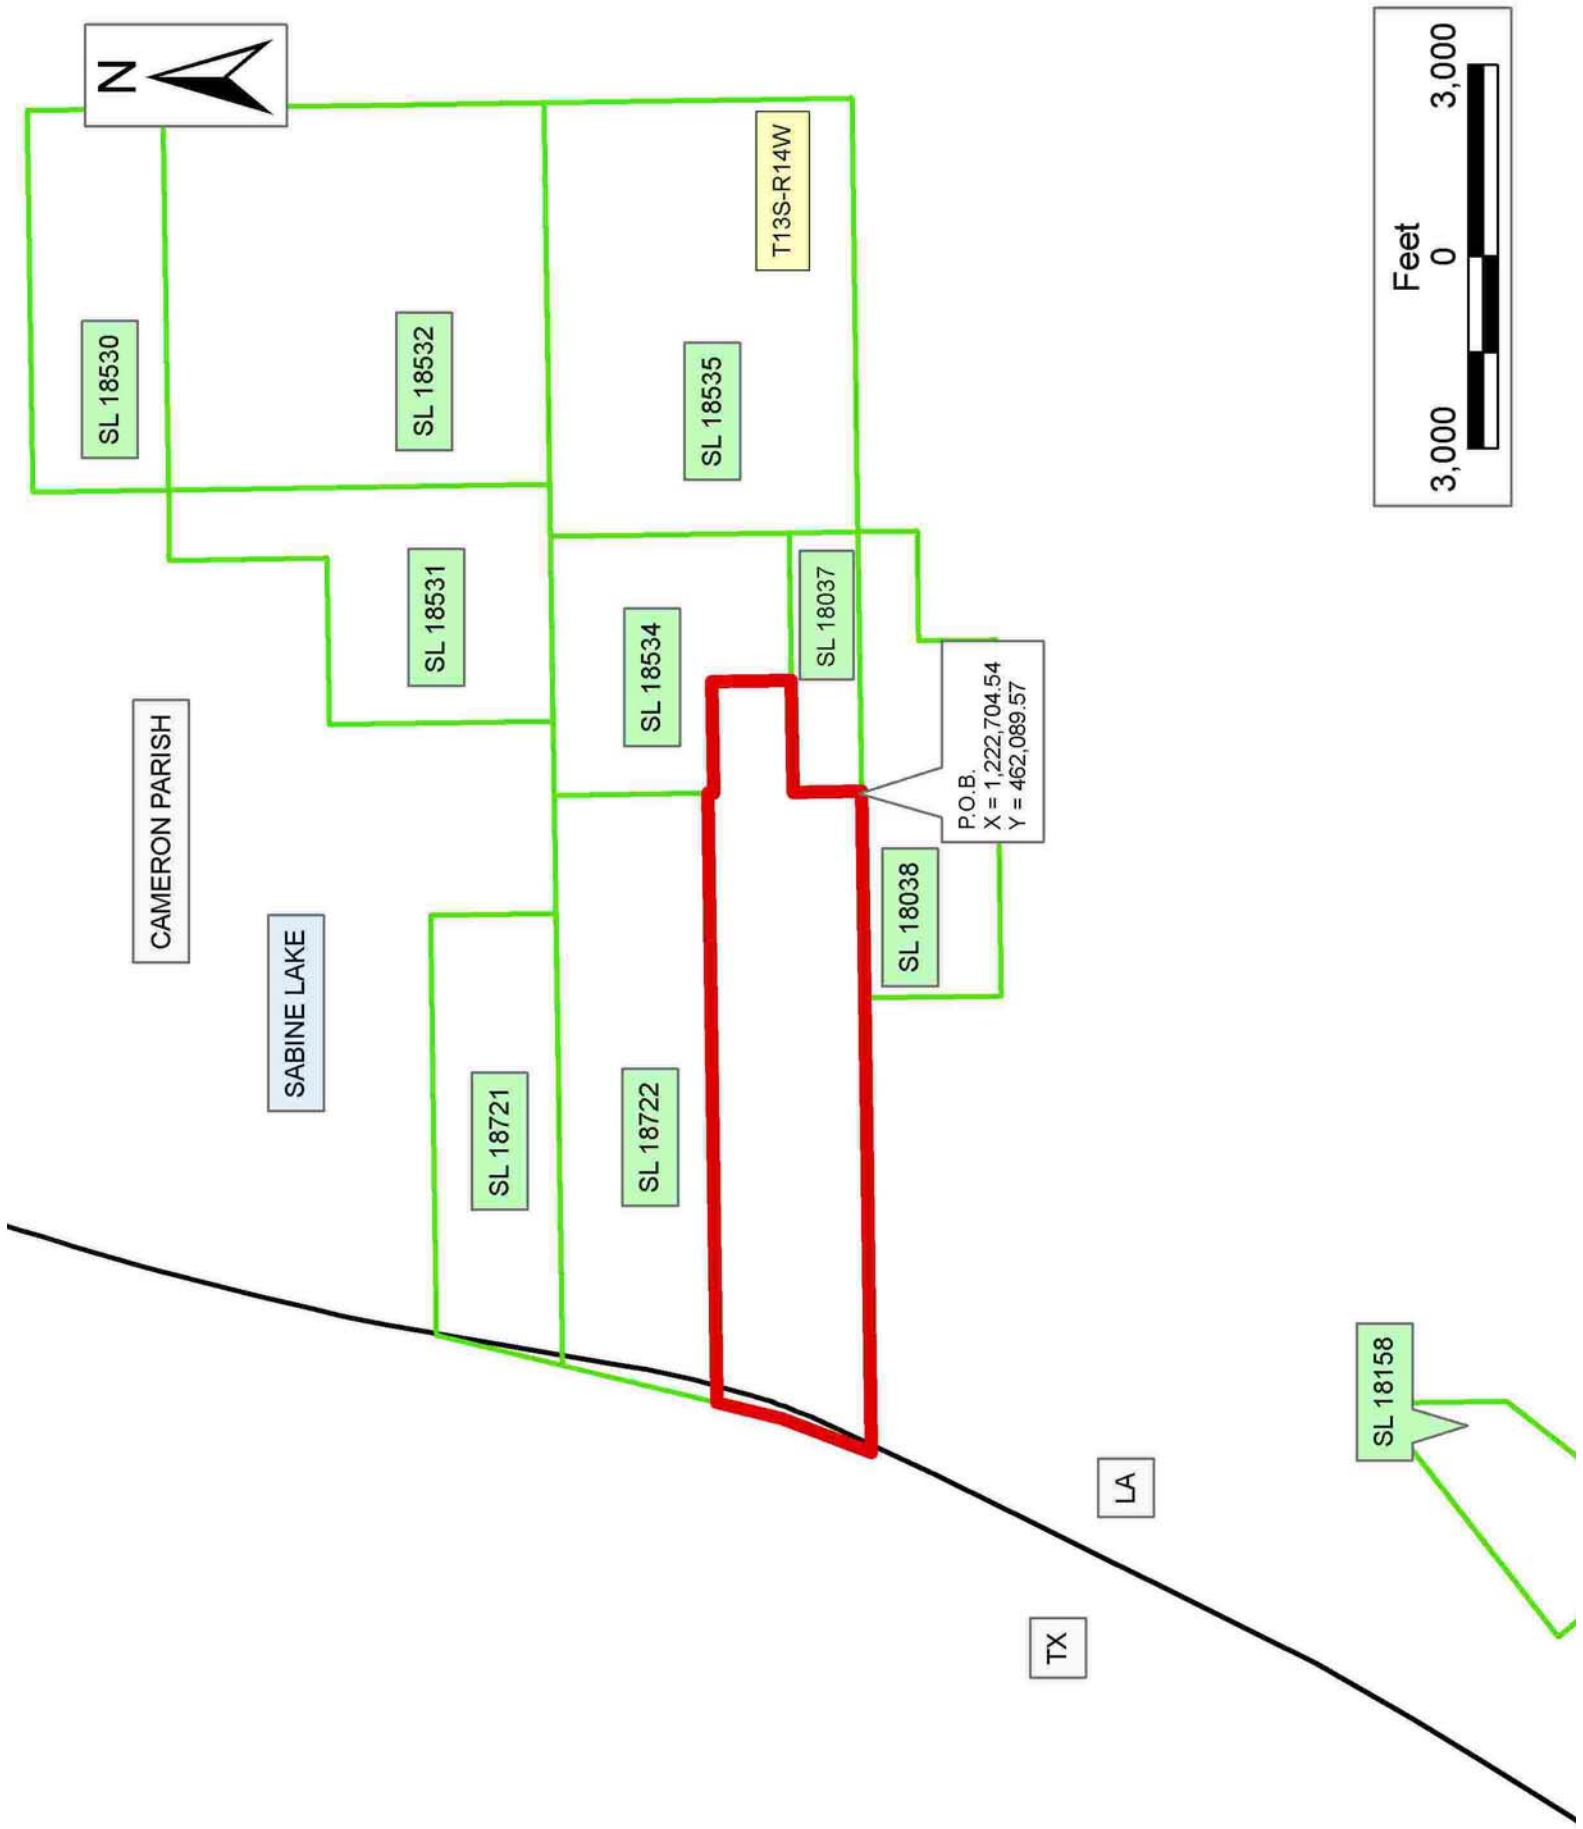 N
SL 18530
CAMERON PARISH
SABINE LAKE
SL 18531
SL 18532
SL 18721
SL 18722
SL 18534
SL 18535
T13S-R14W
SL 18037
SL 18038
P.O.B.
X = 1,222,704.54
Y = 462,089.57
TX
LA
SL 18158
Feet
3,000 0 3,000